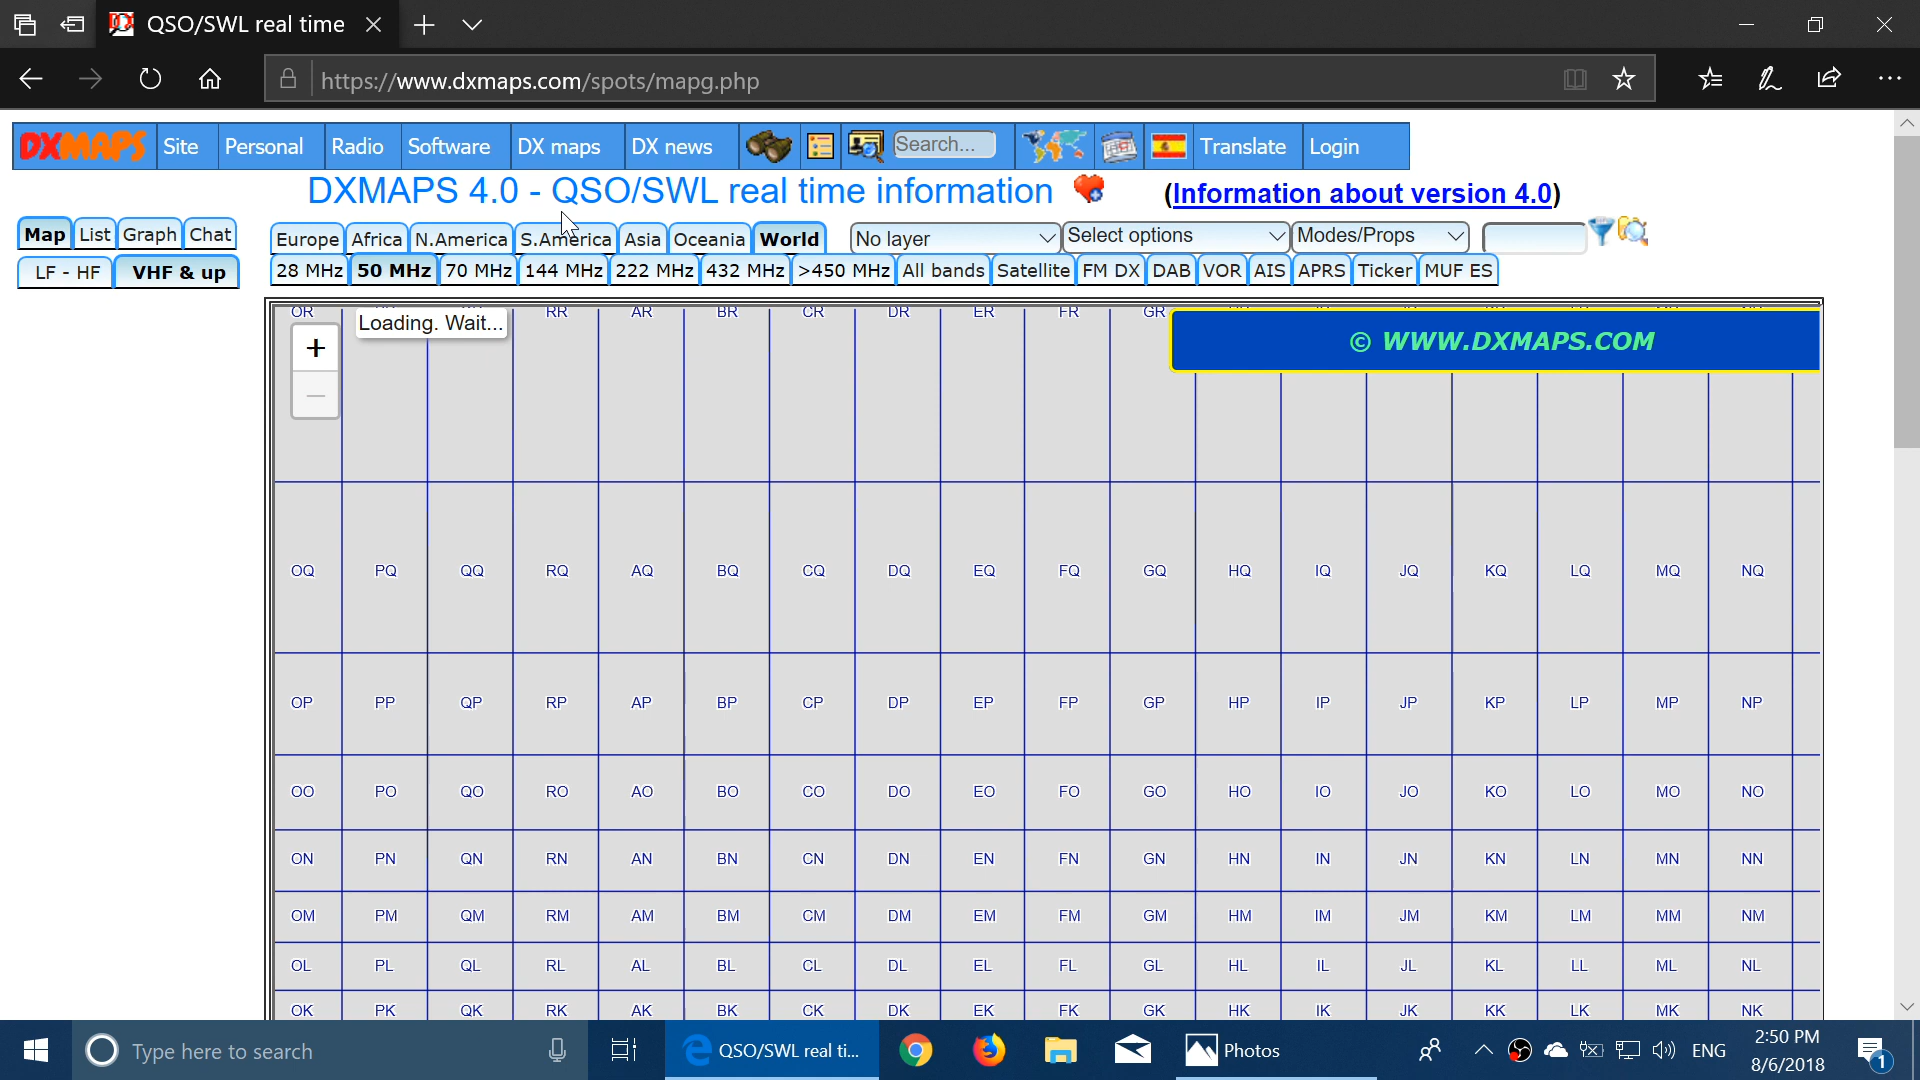 QSO/SWL real time
https://www.dxmaps.com/spots/mapg.php
DXMAPS Site Personal Radio Software DX maps DX news Search... Translate Login
DXMAPS 4.0 - QSO/SWL real time information (Information about version 4.0)
Map List Graph Chat Europe Africa N.America S.America Asia Oceania World No layer Select options Modes/Props
LF - HF VHF & up 28 MHz 50 MHz 70 MHz 144 MHz 222 MHz 432 MHz >450 MHz All bands Satellite FM DX DAB VOR AIS APRS Ticker MUF ES
OR RR AR BR CR DR ER FR GR
+ Loading. Wait... © WWW.DXMAPS.COM
−
OQ PQ QQ RQ AQ BQ CQ DQ EQ FQ GQ HQ IQ JQ KQ LQ MQ NQ
OP PP QP RP AP BP CP DP EP FP GP HP IP JP KP LP MP NP
OO PO QO RO AO BO CO DO EO FO GO HO IO JO KO LO MO NO
ON PN QN RN AN BN CN DN EN FN GN HN IN JN KN LN MN NN
OM PM QM RM AM BM CM DM EM FM GM HM IM JM KM LM MM NM
OL PL QL RL AL BL CL DL EL FL GL HL IL JL KL LL ML NL
OK PK QK RK AK BK CK DK EK FK GK HK IK JK KK LK MK NK
Type here to search QSO/SWL real ti... Photos ENG 2:50 PM
8/6/2018 1